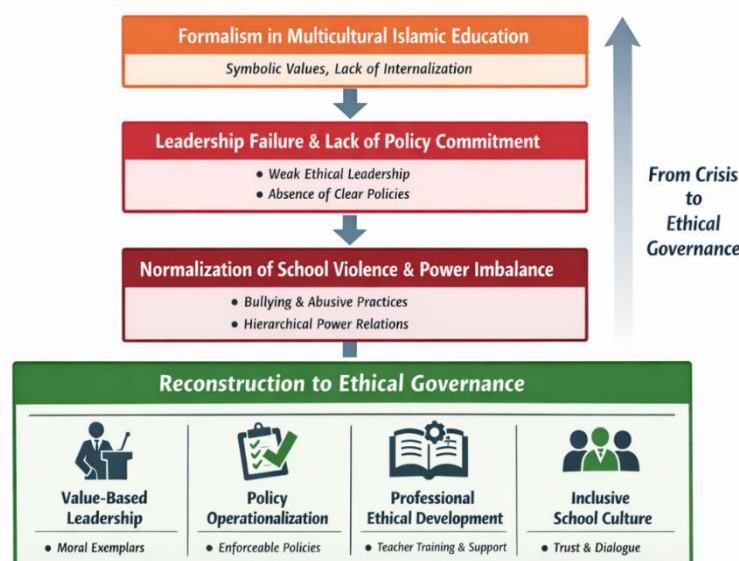 Formalism in Multicultural Islamic Education
Symbolic Values, Lack of Internalization
Leadership Failure & Lack of Policy Commitment
• Weak Ethical Leadership
• Absence of Clear Policies
Normalization of School Violence & Power Imbalance
• Bullying & Abusive Practices
• Hierarchical Power Relations
From Crisis
to
Ethical
Governance
Reconstruction to Ethical Governance
Value-Based
Leadership
• Moral Exemplars
Policy
Operationalization
• Enforceable Policies
Professional
Ethical Development
• Teacher Training & Support
Inclusive
School Culture
• Trust & Dialogue